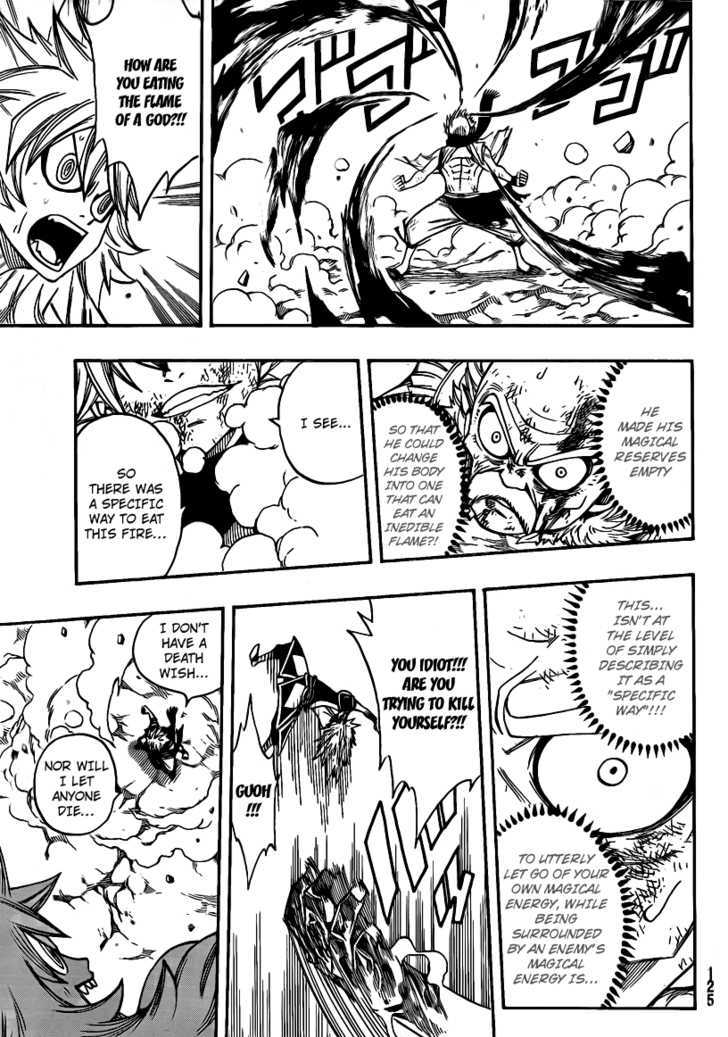 ゴゴゴゴ
HOW ARE
YOU EATING
THE FLAME
OF A GOD?!!
HE
MADE HIS
MAGICAL
RESERVES
EMPTY
SO THAT
HE COULD
CHANGE
HIS BODY
INTO ONE
THAT CAN
EAT AN
INEDIBLE
FLAME?!
I SEE...
SO
THERE WAS
A SPECIFIC
WAY TO EAT
THIS FIRE...
THIS...
ISN'T AT
THE LEVEL
OF SIMPLY
DESCRIBING
IT AS A
"SPECIFIC
WAY"!!!
TO UTTERLY
LET GO OF YOUR
OWN MAGICAL
ENERGY, WHILE
BEING
SURROUNDED
BY AN ENEMY'S
MAGICAL
ENERGY IS...
YOU IDIOT!!!
ARE YOU
TRYING TO KILL
YOURSELF?!!
GUOH
!!!
I DON'T
HAVE A
DEATH
WISH...
NOR WILL
I LET
ANYONE
DIE...
125